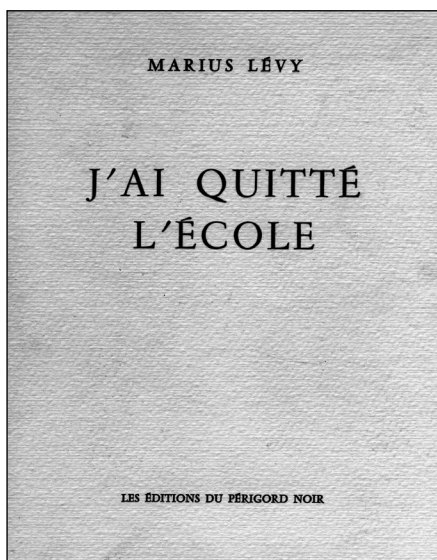 MARIUS LÉVY
J'AI QUITTÉ
L'ÉCOLE
LES ÉDITIONS DU PÉRIGORD NOIR